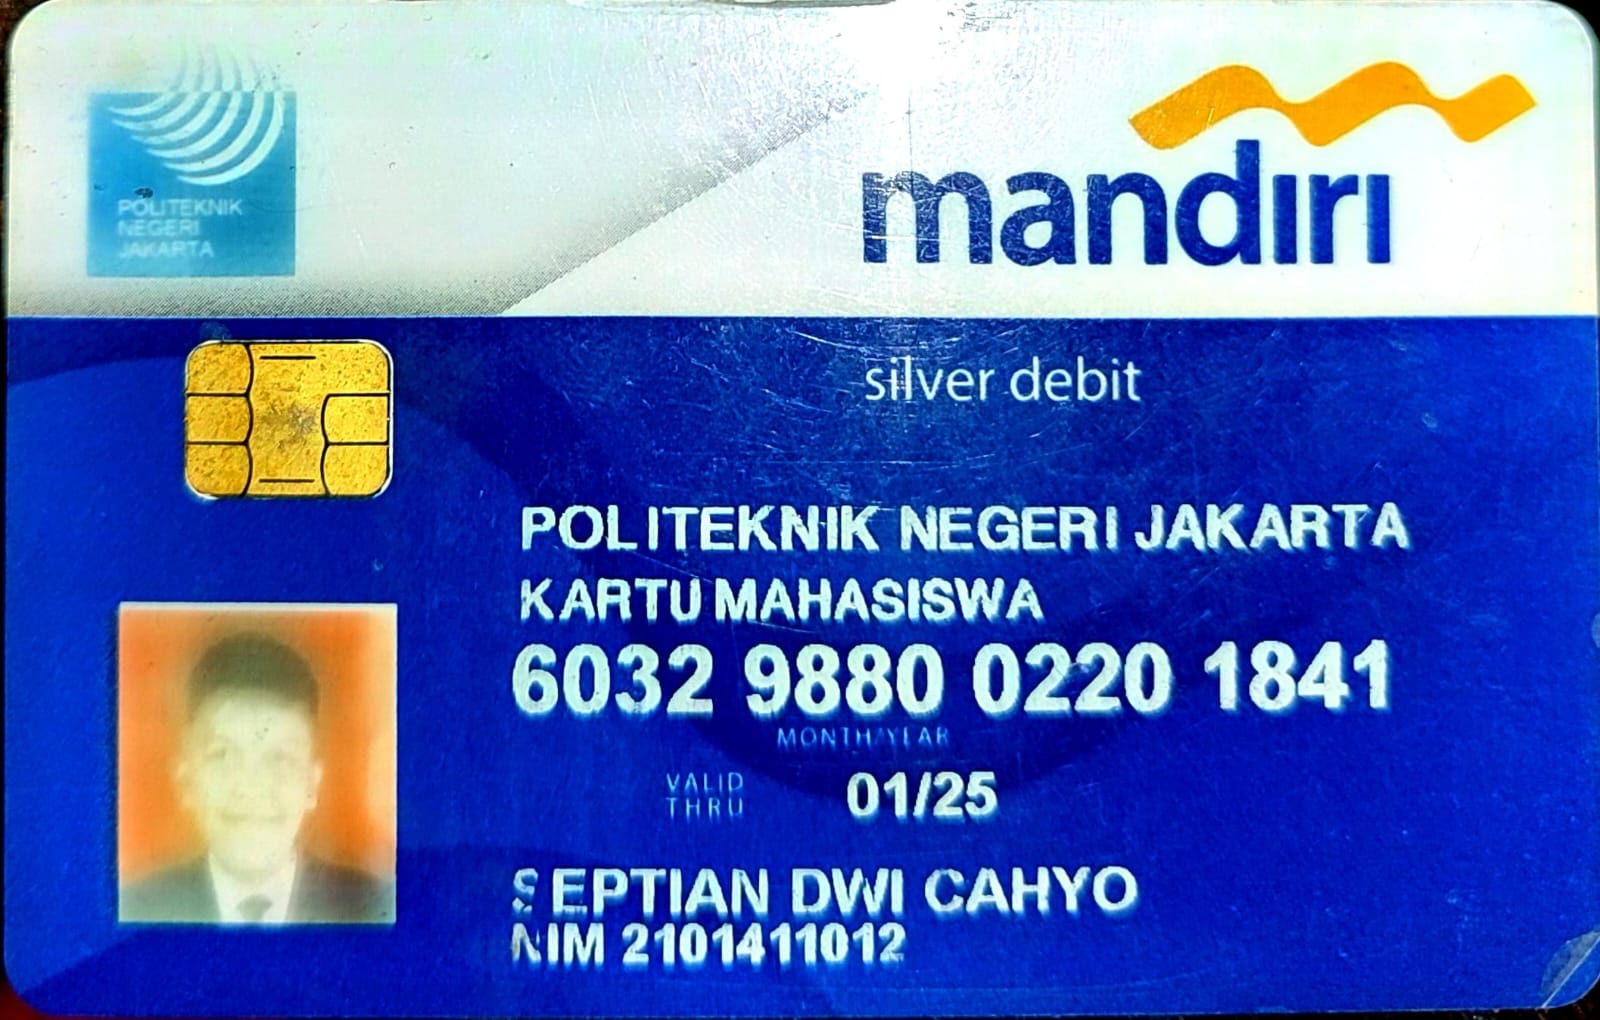 POLITEKNIK
NEGERI
JAKARTA
mandiri
silver debit
POLITEKNIK NEGERI JAKARTA
KARTU MAHASISWA
6032 9880 0220 1841
MONTH/YEAR
VALID
THRU
01/25
SEPTIAN DWI CAHYO
NIM 2101411012